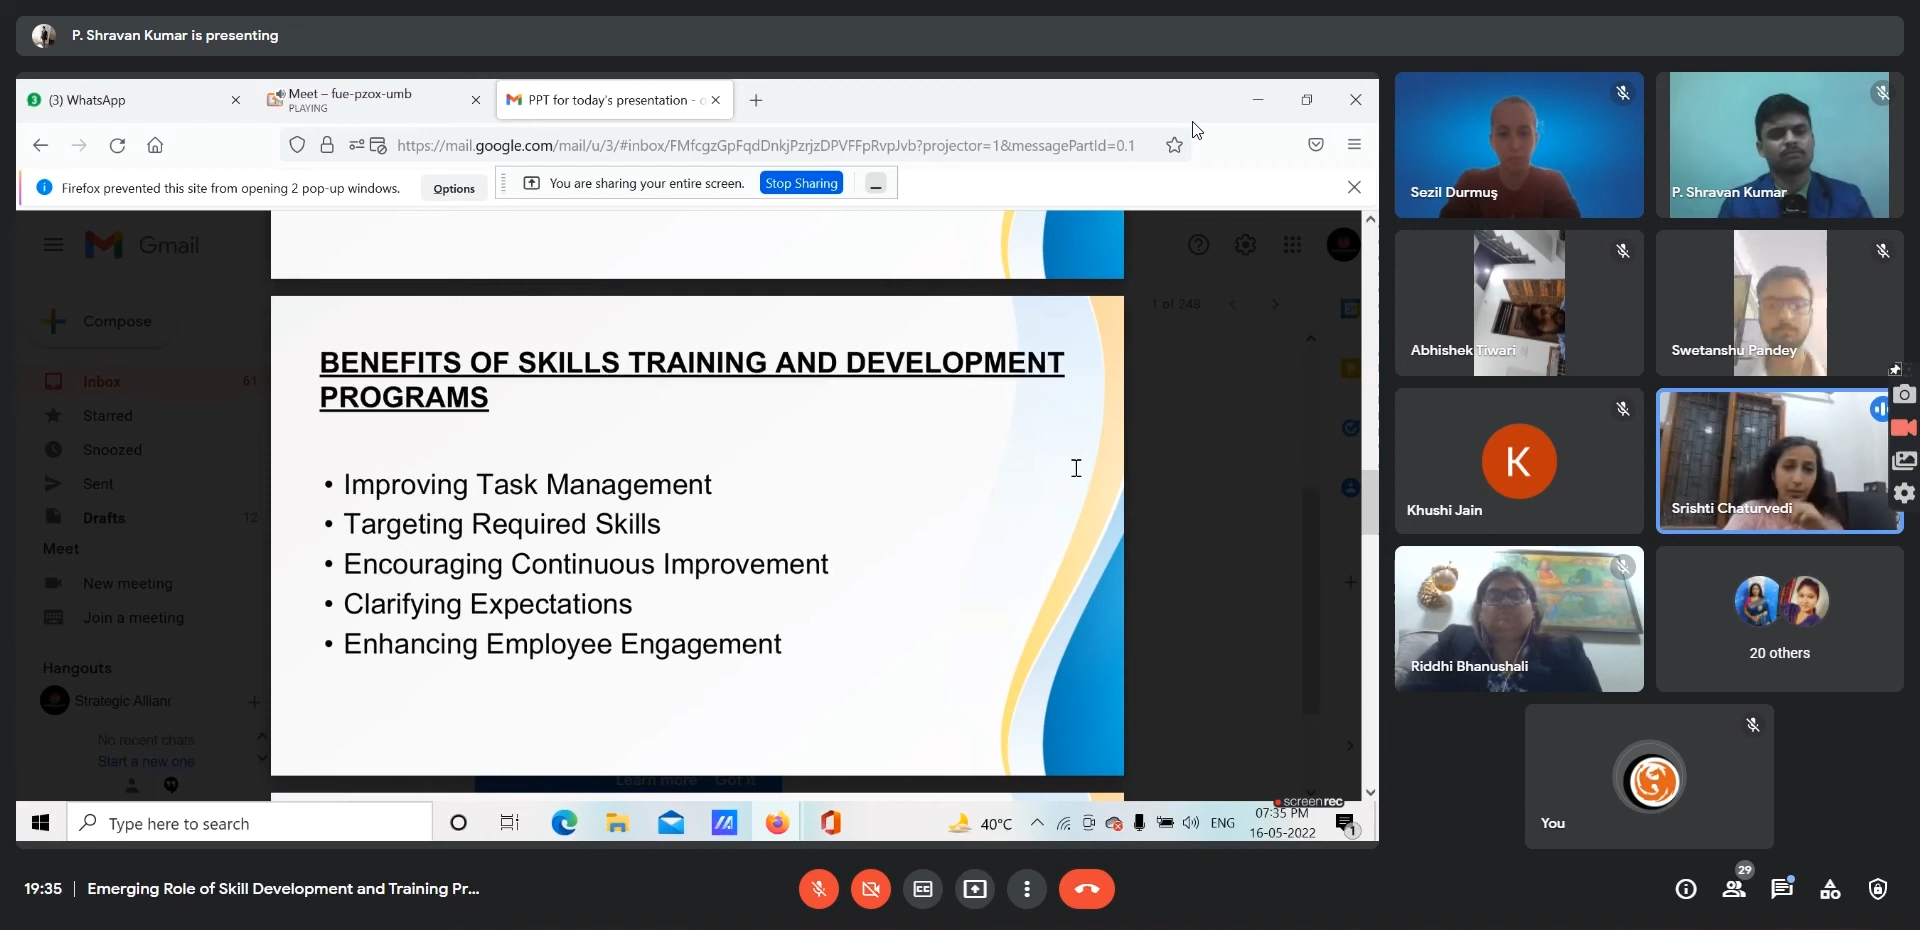 P. Shravan Kumar is presenting
(3) WhatsApp
Meet – fue-pzox-umb
PLAYING
PPT for today's presentation -
https://mail.google.com/mail/u/3/#inbox/FMfcgzGpFqdDnkjPzrjzDPVFFpRvpJvb?projector=1&messagePartId=0.1
Firefox prevented this site from opening 2 pop-up windows.
Options
You are sharing your entire screen.
Stop Sharing
Gmail
1 of 248
Compose
Inbox 61
Starred
Snoozed
Sent
Drafts 12
Meet
New meeting
Join a meeting
Hangouts
Strategic Allianc
No recent chats
Start a new one
BENEFITS OF SKILLS TRAINING AND DEVELOPMENT
PROGRAMS
• Improving Task Management
• Targeting Required Skills
• Encouraging Continuous Improvement
• Clarifying Expectations
• Enhancing Employee Engagement
Learn more Got it
screenrec
Type here to search
40°C
ENG
07:35 PM
16-05-2022
1
Sezil Durmuş
P. Shravan Kumar
Abhishek Tiwari
Swetanshu Pandey
K
Khushi Jain
Srishti Chaturvedi
Riddhi Bhanushali
20 others
You
19:35 | Emerging Role of Skill Development and Training Pr...
29